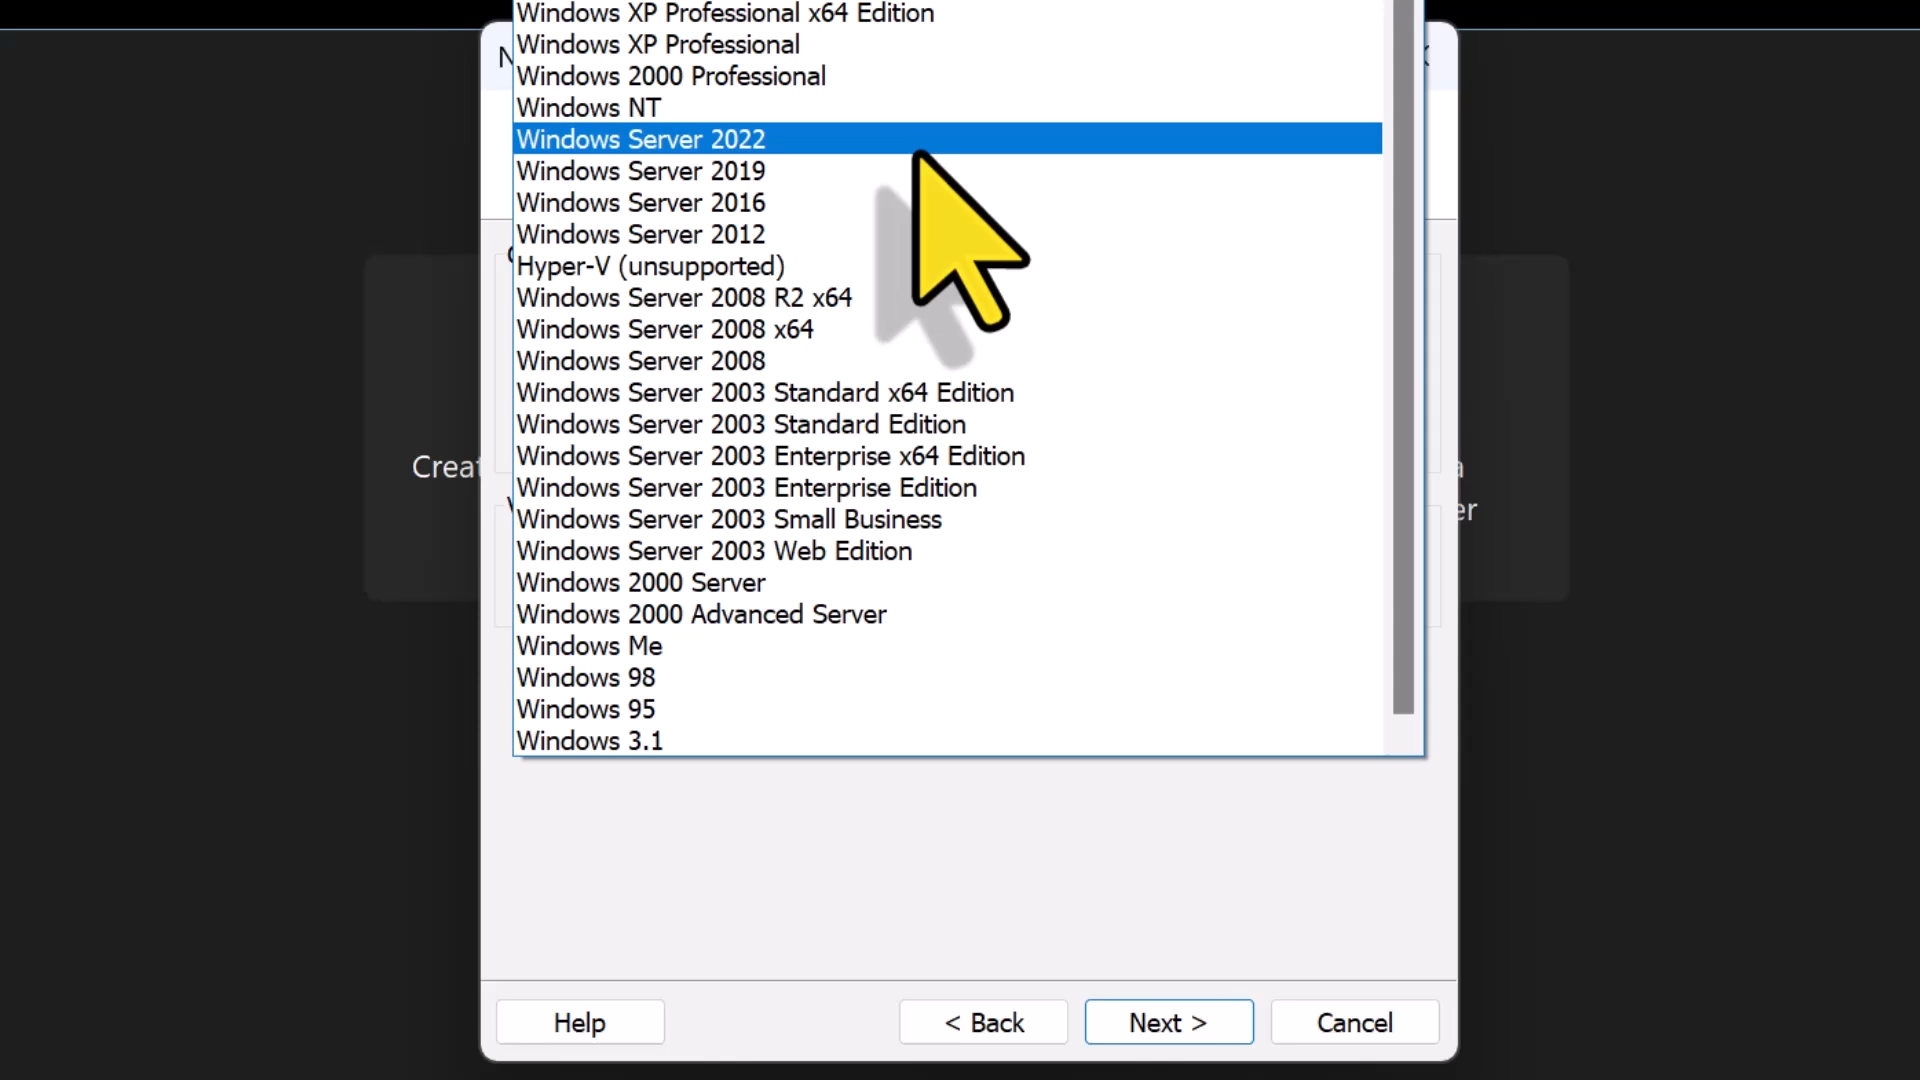 Windows XP Professional x64 Edition
Windows XP Professional
Windows 2000 Professional
Windows NT
Windows Server 2022
Windows Server 2019
Windows Server 2016
Windows Server 2012
Hyper-V (unsupported)
Windows Server 2008 R2 x64
Windows Server 2008 x64
Windows Server 2008
Windows Server 2003 Standard x64 Edition
Windows Server 2003 Standard Edition
Windows Server 2003 Enterprise x64 Edition
Windows Server 2003 Enterprise Edition
Windows Server 2003 Small Business
Windows Server 2003 Web Edition
Windows 2000 Server
Windows 2000 Advanced Server
Windows Me
Windows 98
Windows 95
Windows 3.1
Help
< Back
Next >
Cancel